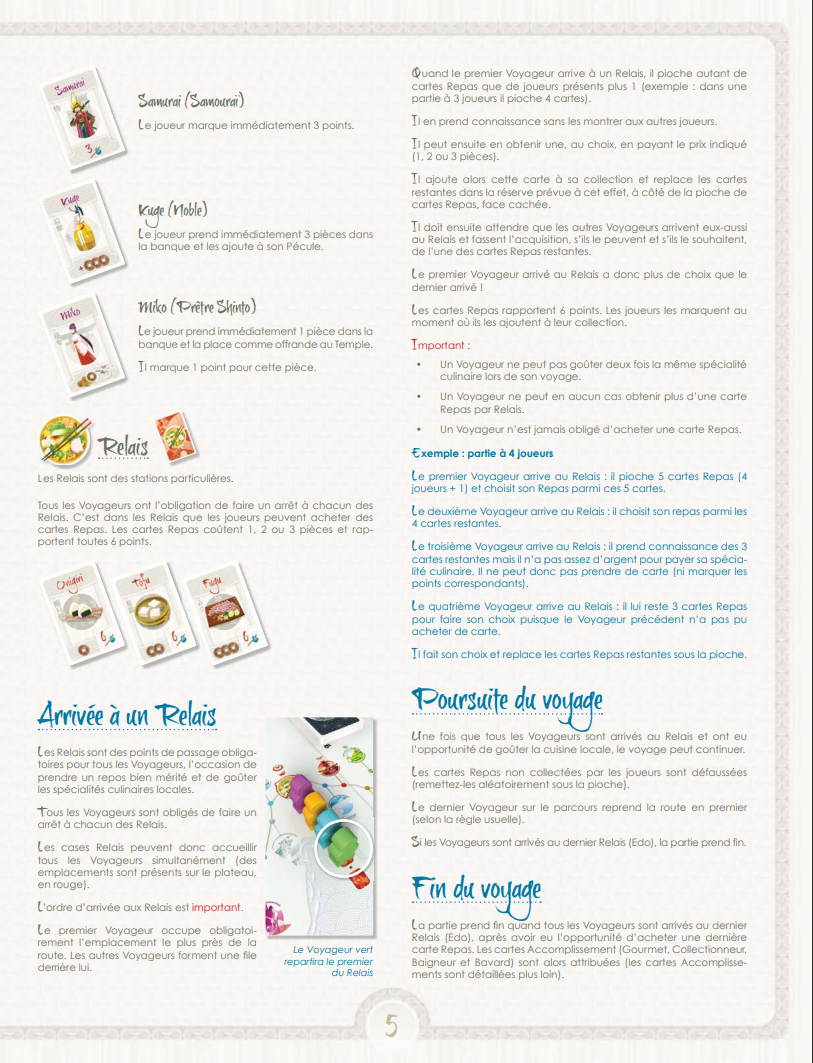 Samurai
3
Samurai (Samouraï)
Le joueur marque immédiatement 3 points.
Kuge
+
Kuge (Noble)
Le joueur prend immédiatement 3 pièces dans
la banque et les ajoute à son Pécule.
Miko
Miko (Prêtre Shinto)
Le joueur prend immédiatement 1 pièce dans la
banque et la place comme offrande au Temple.
Il marque 1 point pour cette pièce.
Relais
Les Relais sont des stations particulières.
Tous les Voyageurs ont l’obligation de faire un arrêt à chacun des
Relais. C’est dans les Relais que les joueurs peuvent acheter des
cartes Repas. Les cartes Repas coûtent 1, 2 ou 3 pièces et rap-
portent toutes 6 points.
Onigiri
6
Tofu
6
Fugu
6
Arrivée à un Relais
Les Relais sont des points de passage obliga-
toires pour tous les Voyageurs, l’occasion de
prendre un repos bien mérité et de goûter
les spécialités culinaires locales.
Tous les Voyageurs sont obligés de faire un
arrêt à chacun des Relais.
Les cases Relais peuvent donc accueillir
tous les Voyageurs simultanément (des
emplacements sont présents sur le plateau,
en rouge).
L’ordre d’arrivée aux Relais est important.
Le premier Voyageur occupe obligatoi-
rement l’emplacement le plus près de la
route. Les autres Voyageurs forment une file
derrière lui.
Le Voyageur vert
repartira le premier
du Relais
Quand le premier Voyageur arrive à un Relais, il pioche autant de
cartes Repas que de joueurs présents plus 1 (exemple : dans une
partie à 3 joueurs il pioche 4 cartes).
Il en prend connaissance sans les montrer aux autres joueurs.
Il peut ensuite en obtenir une, au choix, en payant le prix indiqué
(1, 2 ou 3 pièces).
Il ajoute alors cette carte à sa collection et replace les cartes
restantes dans la réserve prévue à cet effet, à côté de la pioche de
cartes Repas, face cachée.
Il doit ensuite attendre que les autres Voyageurs arrivent eux-aussi
au Relais et fassent l’acquisition, s’ils le peuvent et s’ils le souhaitent,
de l’une des cartes Repas restantes.
Le premier Voyageur arrivé au Relais a donc plus de choix que le
dernier arrivé !
Les cartes Repas rapportent 6 points. Les joueurs les marquent au
moment où ils les ajoutent à leur collection.
Important :
• Un Voyageur ne peut pas goûter deux fois la même spécialité
culinaire lors de son voyage.
• Un Voyageur ne peut en aucun cas obtenir plus d’une carte
Repas par Relais.
• Un Voyageur n’est jamais obligé d’acheter une carte Repas.
Exemple : partie à 4 joueurs
Le premier Voyageur arrive au Relais : il pioche 5 cartes Repas (4
joueurs + 1) et choisit son Repas parmi ces 5 cartes.
Le deuxième Voyageur arrive au Relais : il choisit son repas parmi les
4 cartes restantes.
Le troisième Voyageur arrive au Relais : il prend connaissance des 3
cartes restantes mais il n’a pas assez d’argent pour payer sa spécia-
lité culinaire. Il ne peut donc pas prendre de carte (ni marquer les
points correspondants).
Le quatrième Voyageur arrive au Relais : il lui reste 3 cartes Repas
pour faire son choix puisque le Voyageur précédent n’a pas pu
acheter de carte.
Il fait son choix et replace les cartes Repas restantes sous la pioche.
Poursuite du voyage
Une fois que tous les Voyageurs sont arrivés au Relais et ont eu
l’opportunité de goûter la cuisine locale, le voyage peut continuer.
Les cartes Repas non collectées par les joueurs sont défaussées
(remettez-les aléatoirement sous la pioche).
Le dernier Voyageur sur le parcours reprend la route en premier
(selon la règle usuelle).
Si les Voyageurs sont arrivés au dernier Relais (Edo), la partie prend fin.
Fin du voyage
La partie prend fin quand tous les Voyageurs sont arrivés au dernier
Relais (Edo), après avoir eu l’opportunité d’acheter une dernière
carte Repas. Les cartes Accomplissement (Gourmet, Collectionneur,
Baigneur et Bavard) sont alors attribuées (les cartes Accomplisse-
ments sont détaillées plus loin).
5